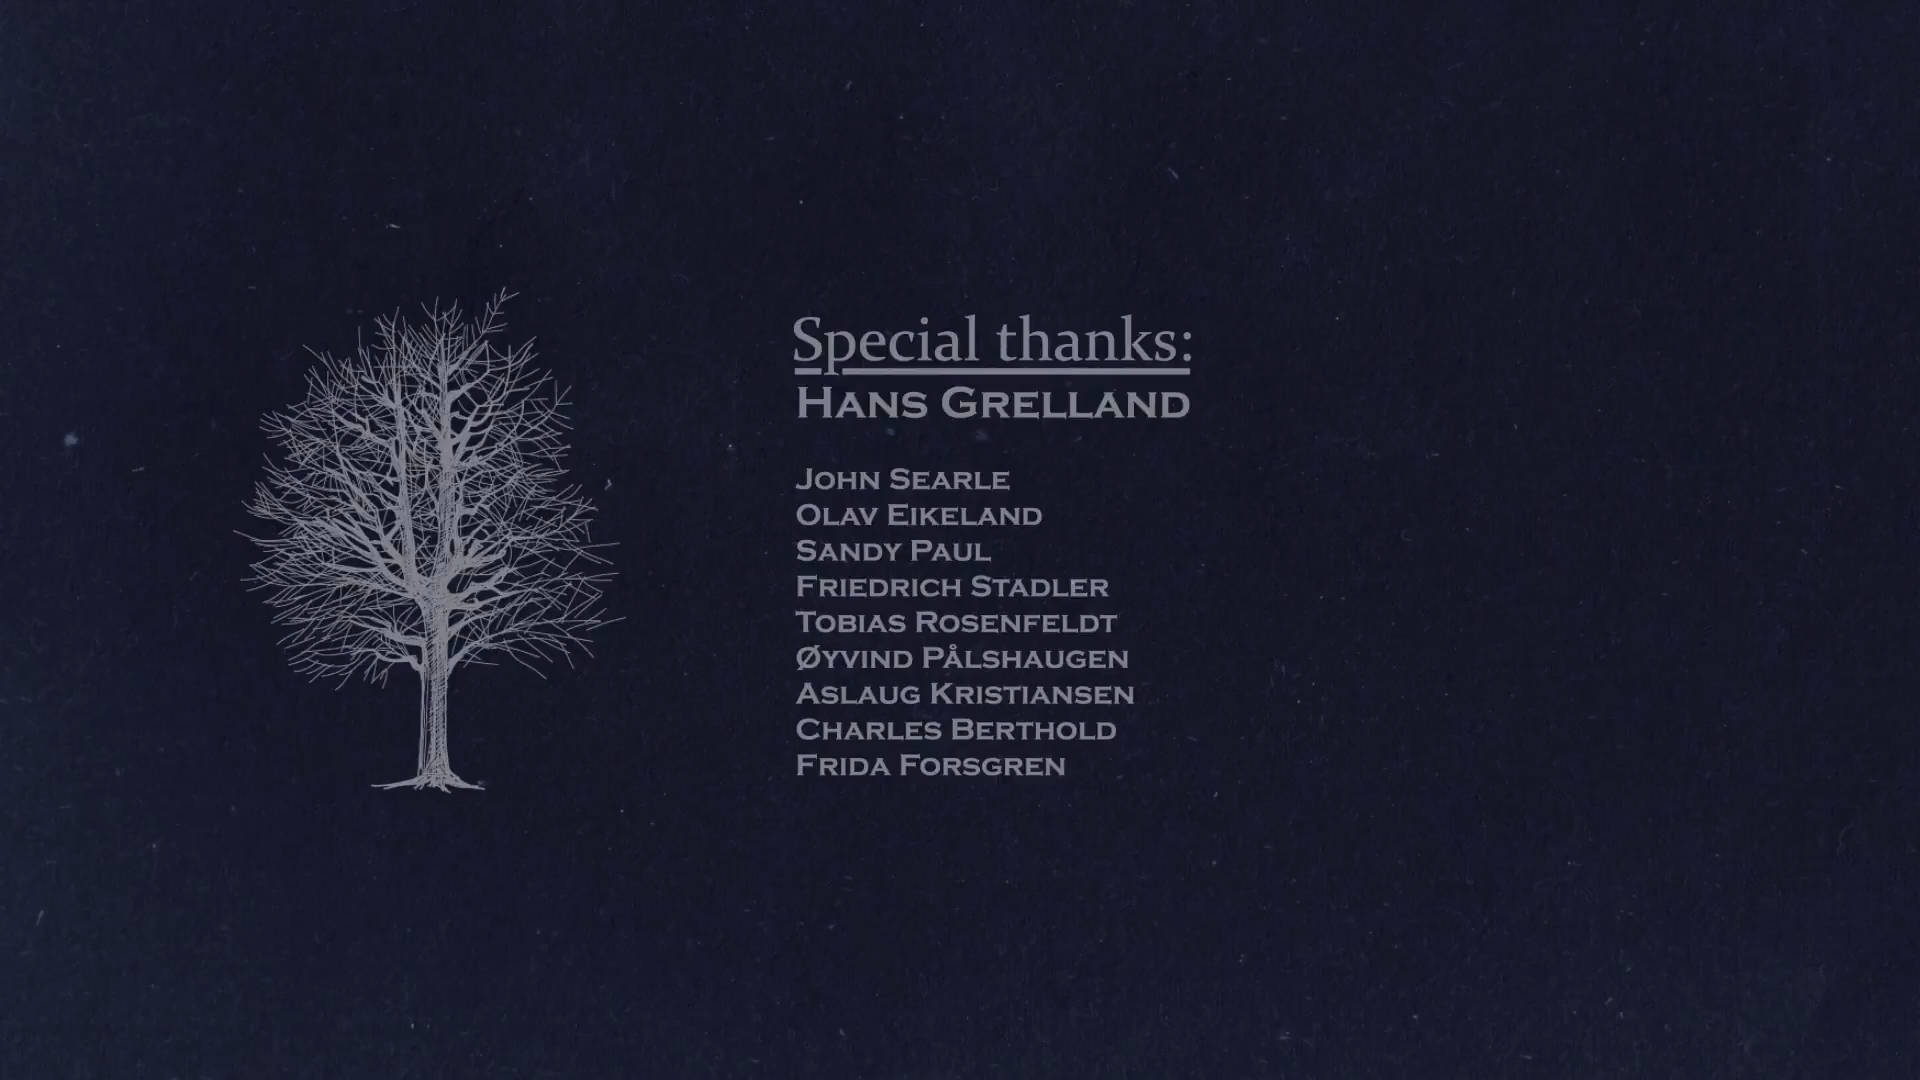 Special thanks:
Hans Grelland
John Searle
Olav Eikeland
Sandy Paul
Friedrich Stadler
Tobias Rosenfeldt
Øyvind Pålshaugen
Aslaug Kristiansen
Charles Berthold
Frida Forsgren